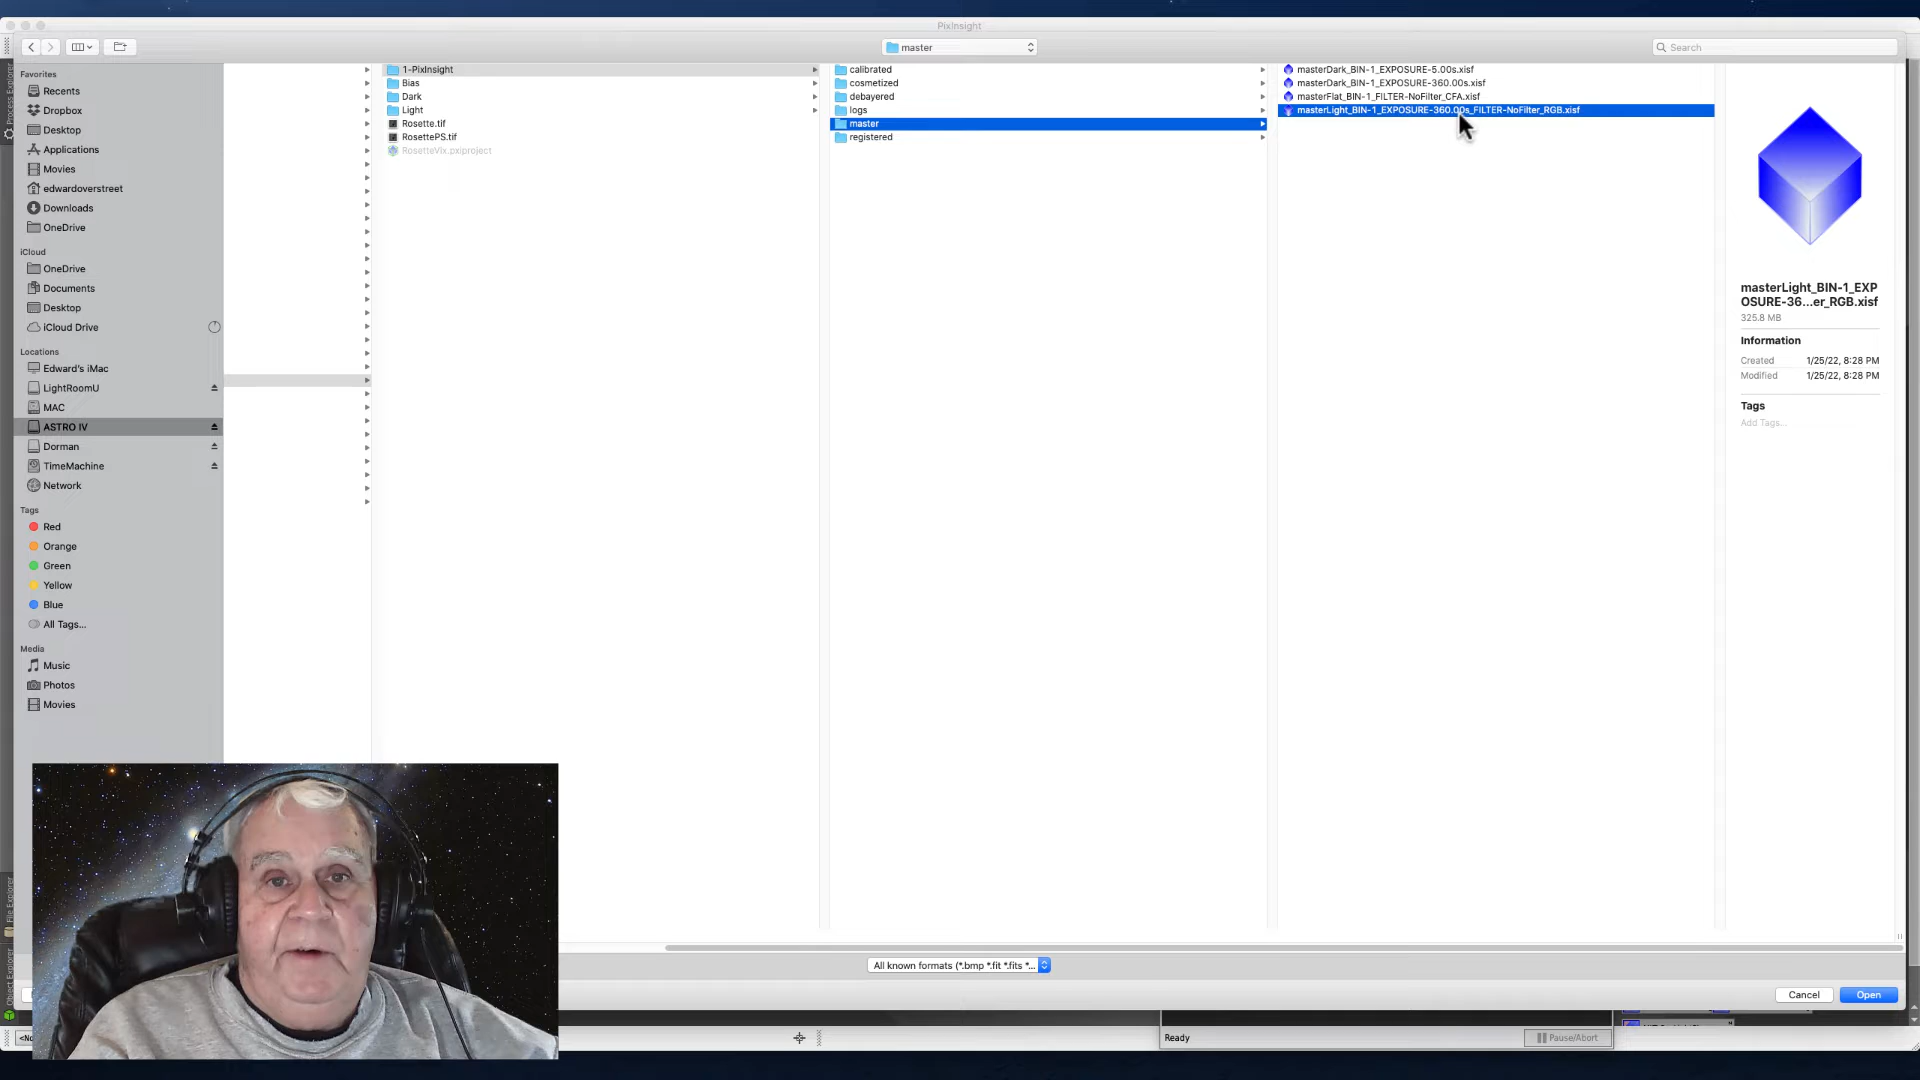 PixInsight
master
Search
Favorites
Recents
Dropbox
Desktop
Applications
Movies
edwardoverstreet
Downloads
OneDrive
iCloud
OneDrive
Documents
Desktop
iCloud Drive
Locations
Edward's iMac
LightRoomU
MAC
ASTRO IV
Dorman
TimeMachine
Network
Tags
Red
Orange
Green
Yellow
Blue
All Tags...
Media
Music
Photos
Movies
1-PixInsight
Bias
Dark
Light
Rosette.tif
RosettePS.tif
RosetteVix.pxiproject
calibrated
cosmetized
debayered
logs
master
registered
masterDark_BIN-1_EXPOSURE-5.00s.xisf
masterDark_BIN-1_EXPOSURE-360.00s.xisf
masterFlat_BIN-1_FILTER-NoFilter_CFA.xisf
masterLight_BIN-1_EXPOSURE-360.00s_FILTER-NoFilter_RGB.xisf
masterLight_BIN-1_EXP
OSURE-36...er_RGB.xisf
325.8 MB
Information
Created 1/25/22, 8:28 PM
Modified 1/25/22, 8:28 PM
Tags
Add Tags...
Process Explorer
File Explorer
Object Explorer
All known formats (*.bmp *.fit *.fits *...
Cancel
Open
Ready
Pause/Abort